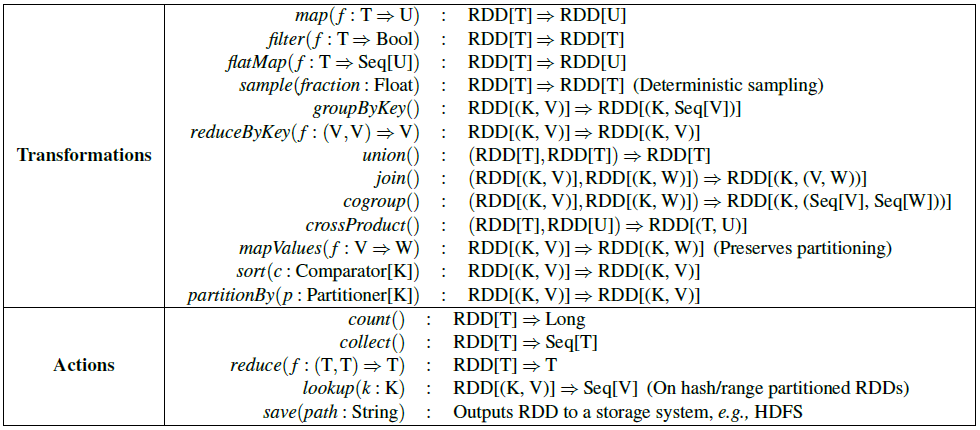 Transformations
map(f : T ⇒ U) : RDD[T] ⇒ RDD[U]
filter(f : T ⇒ Bool) : RDD[T] ⇒ RDD[T]
flatMap(f : T ⇒ Seq[U]) : RDD[T] ⇒ RDD[U]
sample(fraction : Float) : RDD[T] ⇒ RDD[T] (Deterministic sampling)
groupByKey() : RDD[(K, V)] ⇒ RDD[(K, Seq[V])]
reduceByKey(f : (V,V) ⇒ V) : RDD[(K, V)] ⇒ RDD[(K, V)]
union() : (RDD[T],RDD[T]) ⇒ RDD[T]
join() : (RDD[(K, V)],RDD[(K, W)]) ⇒ RDD[(K, (V, W))]
cogroup() : (RDD[(K, V)],RDD[(K, W)]) ⇒ RDD[(K, (Seq[V], Seq[W]))]
crossProduct() : (RDD[T],RDD[U]) ⇒ RDD[(T, U)]
mapValues(f : V ⇒ W) : RDD[(K, V)] ⇒ RDD[(K, W)] (Preserves partitioning)
sort(c : Comparator[K]) : RDD[(K, V)] ⇒ RDD[(K, V)]
partitionBy(p : Partitioner[K]) : RDD[(K, V)] ⇒ RDD[(K, V)]
Actions
count() : RDD[T] ⇒ Long
collect() : RDD[T] ⇒ Seq[T]
reduce(f : (T,T) ⇒ T) : RDD[T] ⇒ T
lookup(k : K) : RDD[(K, V)] ⇒ Seq[V] (On hash/range partitioned RDDs)
save(path : String) : Outputs RDD to a storage system, e.g., HDFS